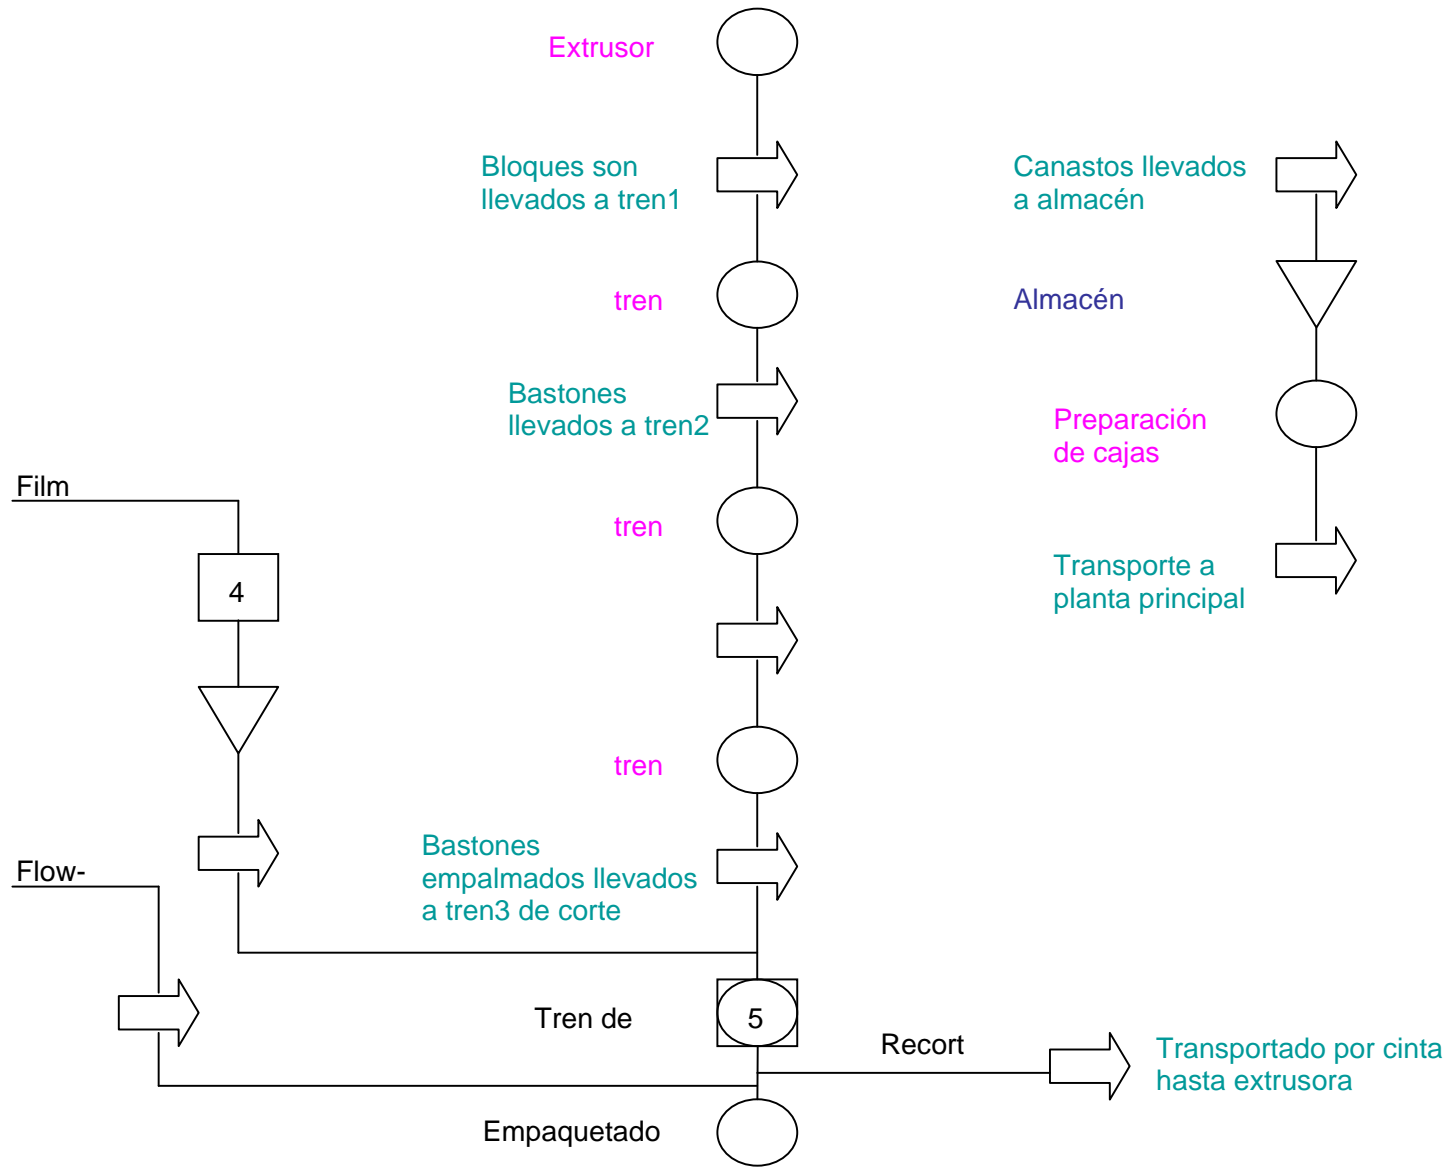 Extrusor
Bloques son
llevados a tren1
Canastos llevados
a almacén
tren
Almacén
Bastones
llevados a tren2
Preparación
de cajas
Film
tren
Transporte a
planta principal
4
tren
Bastones
empalmados llevados
a tren3 de corte
Flow-
Tren de
5
Recort
Transportado por cinta
hasta extrusora
Empaquetado